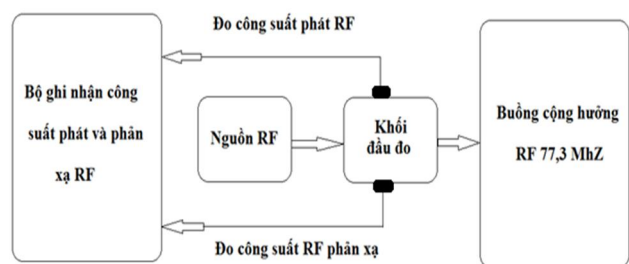 Đo công suất phát RF
Bộ ghi nhận công
suất phát và phản
xạ RF
Nguồn RF
Khối
đầu đo
Buồng cộng hưởng
RF 77,3 MhZ
Đo công suất RF phản xạ